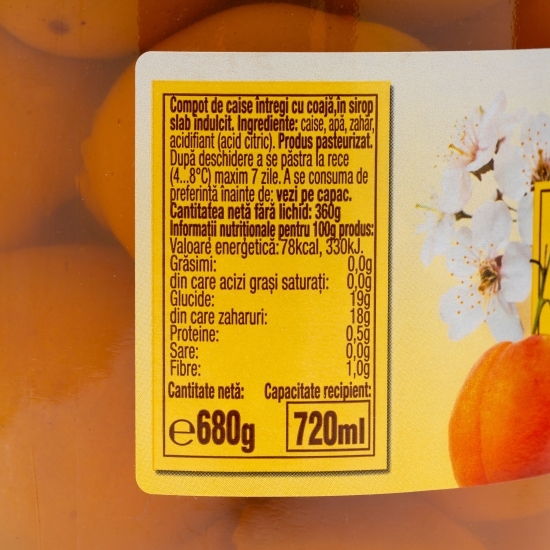 Compot de caise întregi cu coajă,în sirop
slab îndulcit. Ingrediente: caise, apă, zahăr,
acidifiant (acid citric). Produs pasteurizat.
După deschidere a se păstra la rece
(4...8°C) maxim 7 zile. A se consuma de
preferință înainte de: vezi pe capac.
Cantitatea netă fără lichid: 360g
Informații nutriționale pentru 100g produs:
Valoare energetică:78kcal, 330kJ.
Grăsimi: 0,0g
din care acizi grași saturați: 0,0g
Glucide: 19g
din care zaharuri: 18g
Proteine: 0,5g
Sare: 0,0g
Fibre: 1,0g
Cantitate netă: Capacitate recipient:
℮680g 720ml